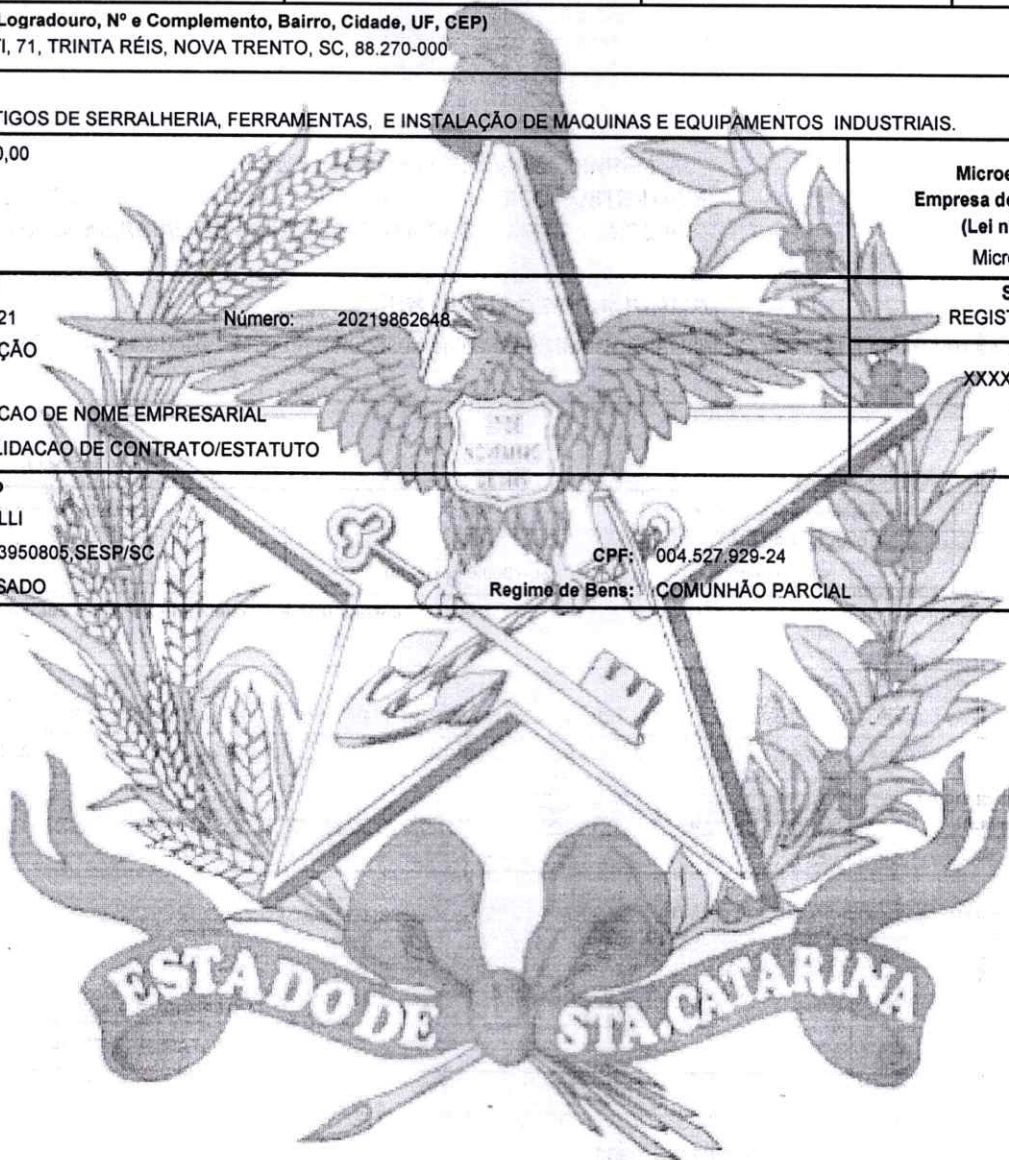 Logradouro, Nº e Complemento, Bairro, Cidade, UF, CEP)
I, 71, TRINTA RÉIS, NOVA TRENTO, SC, 88.270-000
TIGOS DE SERRALHERIA, FERRAMENTAS, E INSTALAÇÃO DE MAQUINAS E EQUIPAMENTOS INDUSTRIAIS.
0,00
Microe
Empresa de
(Lei n
Micro
21
Número: 20219862648
ÇÃO
CAO DE NOME EMPRESARIAL
LIDACAO DE CONTRATO/ESTATUTO
S
REGIST
XXXX
LLI
3950805,SESP/SC
CPF: 004.527.929-24
SADO
Regime de Bens: COMUNHÃO PARCIAL
ESTADO DE STA.CATARINA